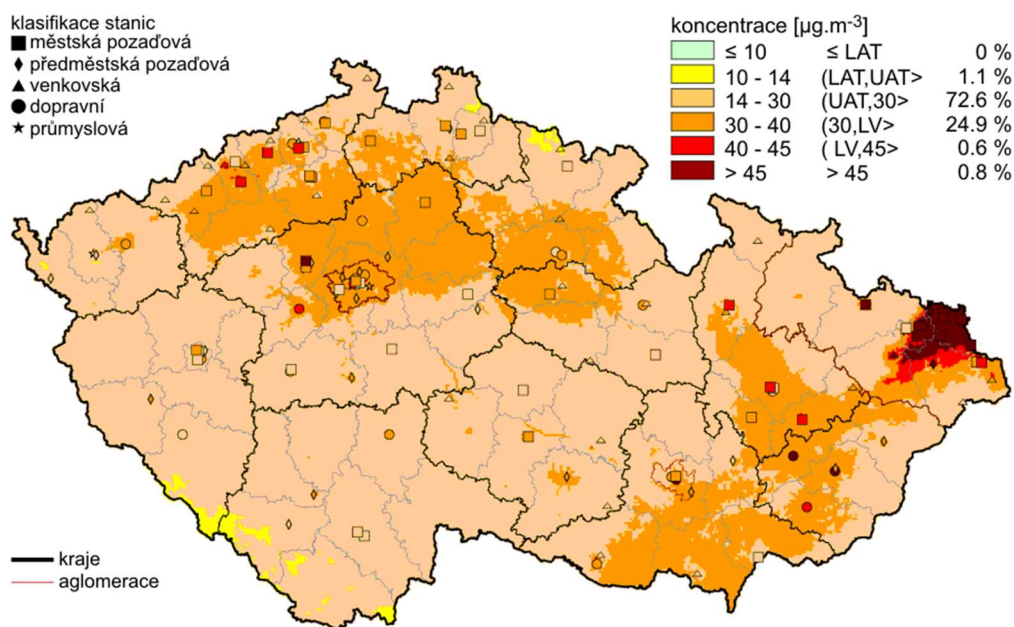 klasifikace stanic
městská pozaďová
předměstská pozaďová
venkovská
dopravní
průmyslová
koncentrace [µg.m⁻³]
≤ 10 ≤ LAT 0 %
10 - 14 (LAT,UAT> 1.1 %
14 - 30 (UAT,30> 72.6 %
30 - 40 (30,LV> 24.9 %
40 - 45 ( LV,45> 0.6 %
> 45 > 45 0.8 %
kraje
aglomerace